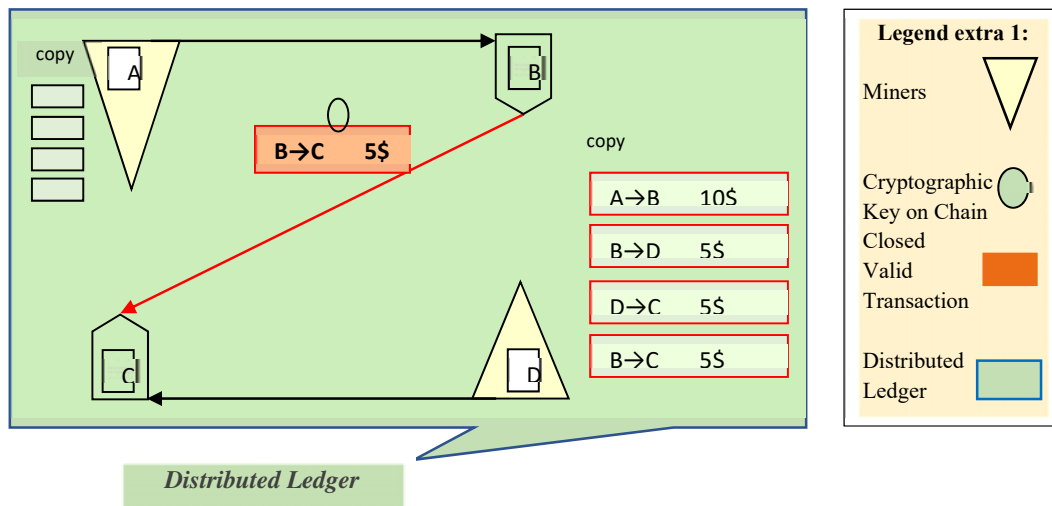 copy
A
B
B→C 5$
copy
A→B 10$
B→D 5$
D→C 5$
B→C 5$
C
D
Distributed Ledger
Legend extra 1:
Miners
Cryptographic
Key on Chain
Closed
Valid
Transaction
Distributed
Ledger